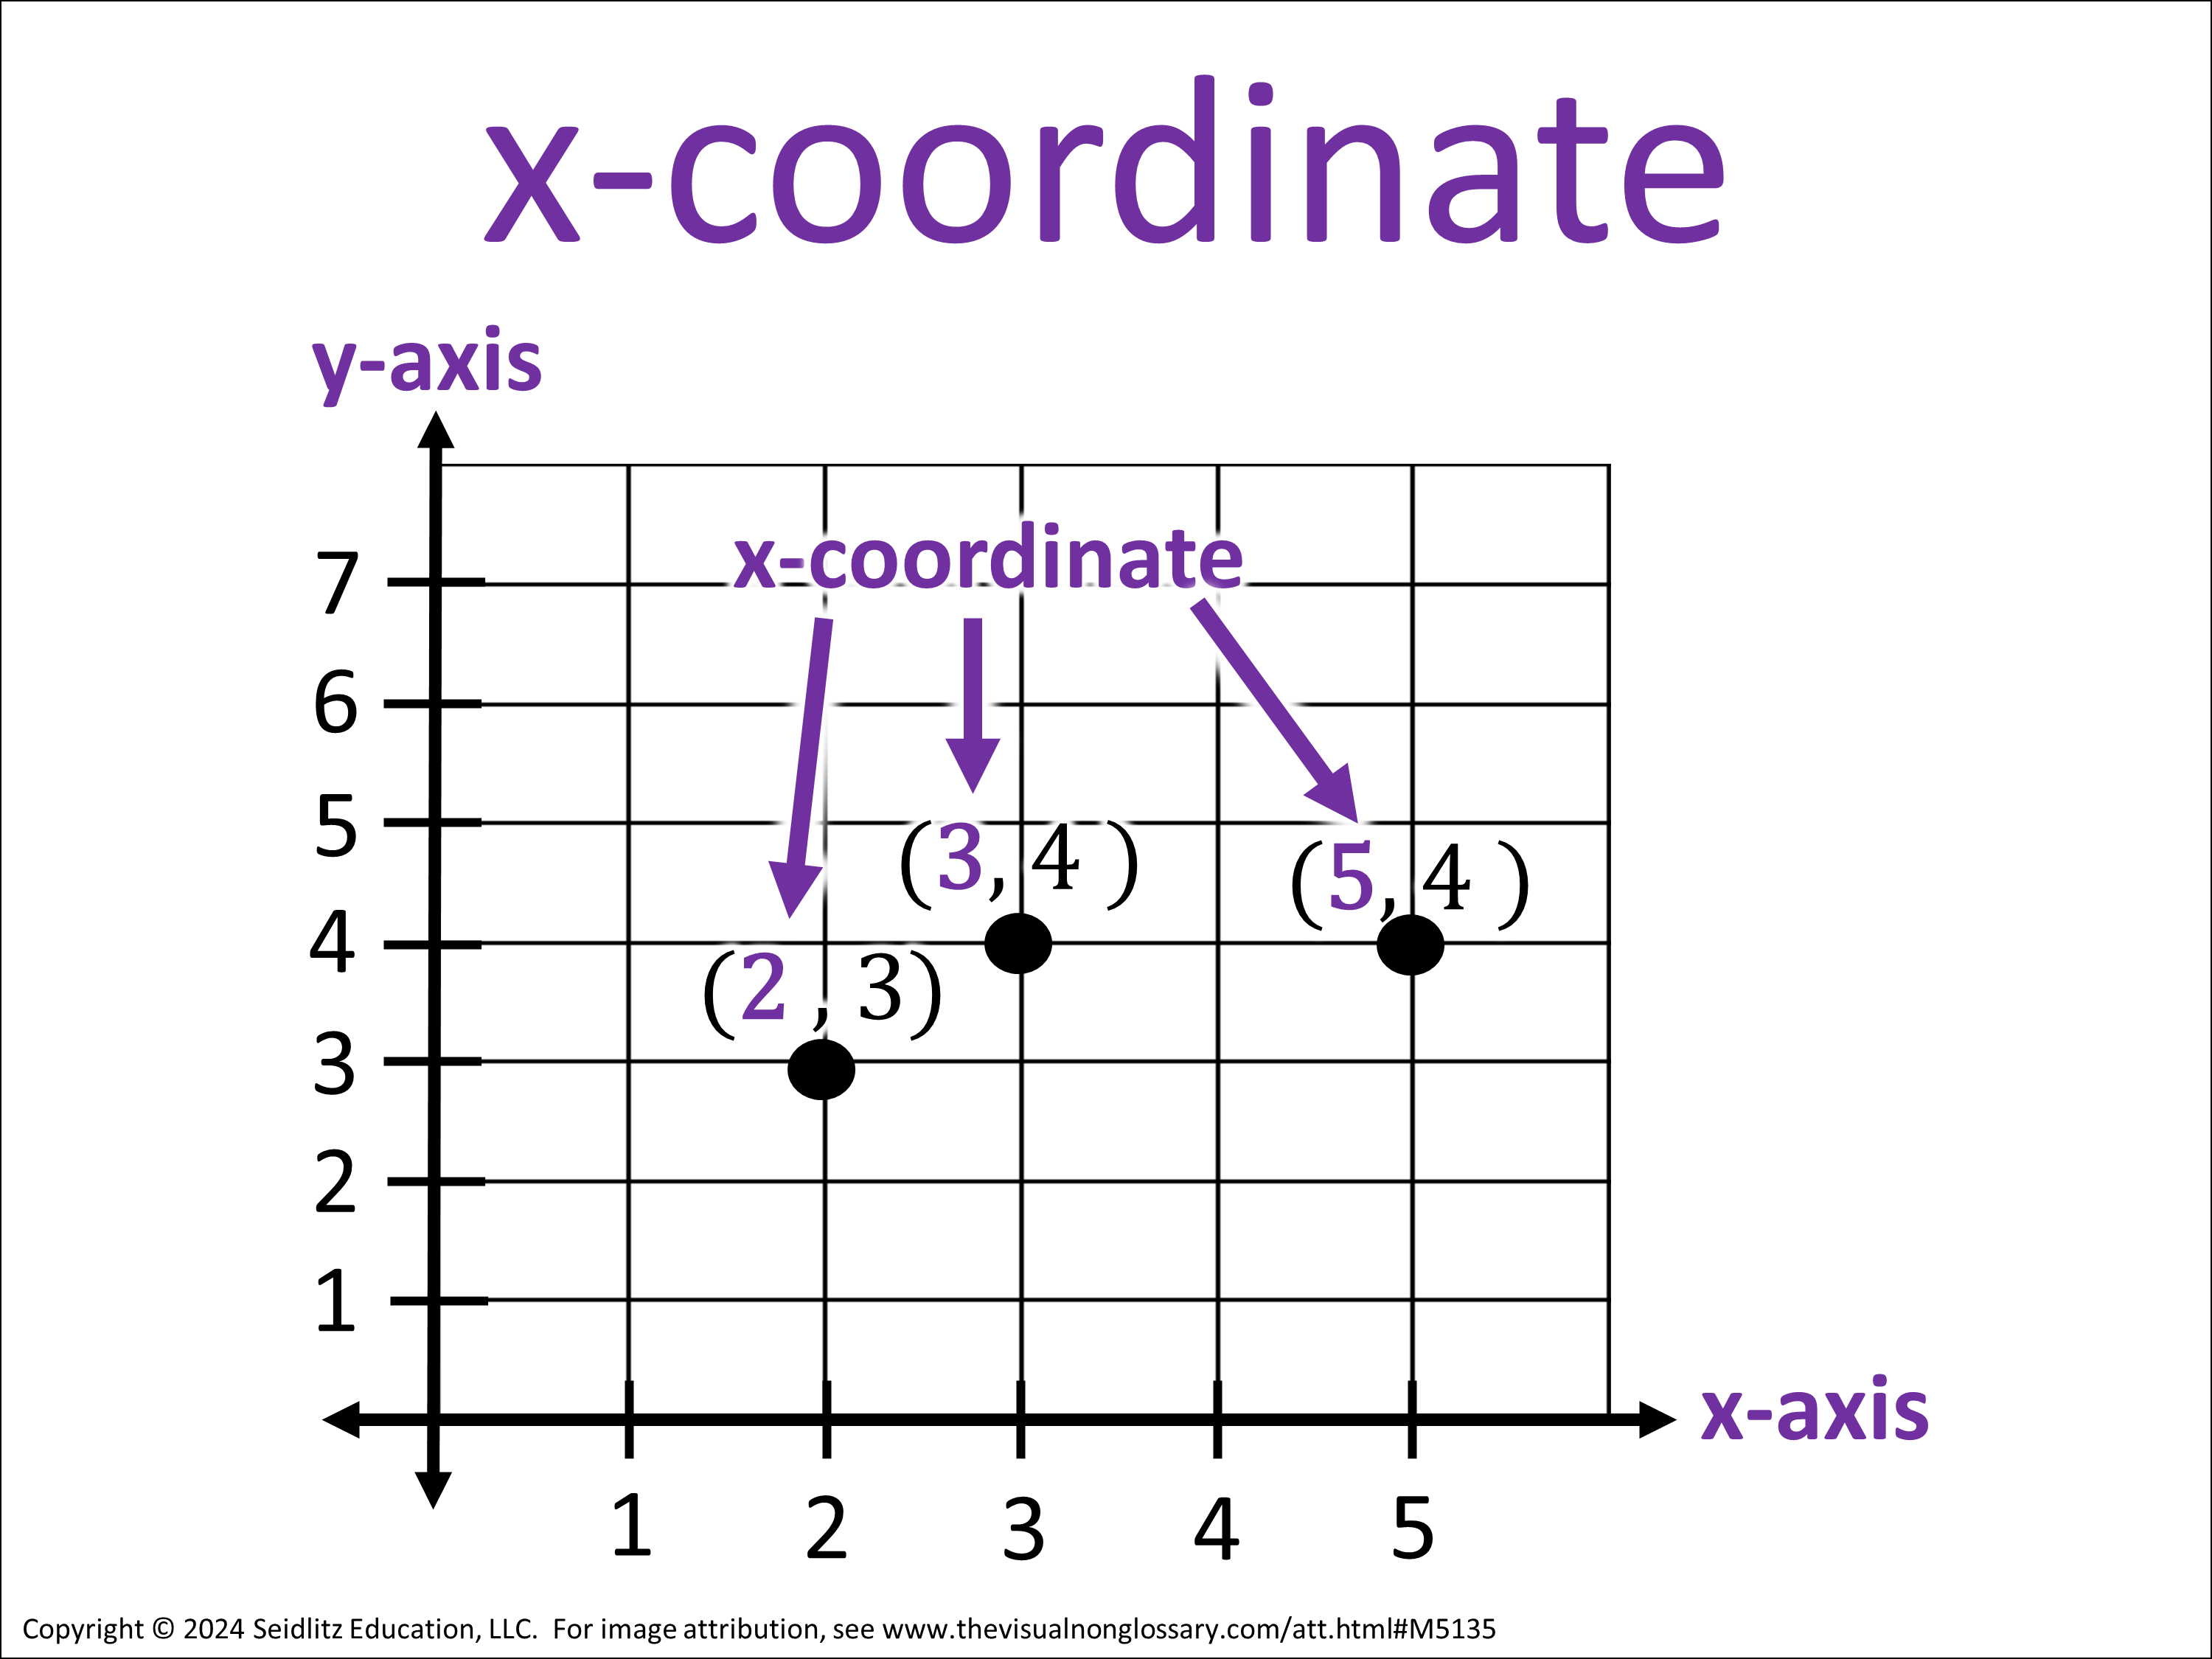 x-coordinate
y-axis
x-coordinate
7
6
5
(3,4 )
(5,4 )
4
(2 , 3)
3
2
1
x-axis
1 2 3 4 5
Copyright © 2024 Seidlitz Education, LLC.  For image attribution, see www.thevisualnonglossary.com/att.html#M5135